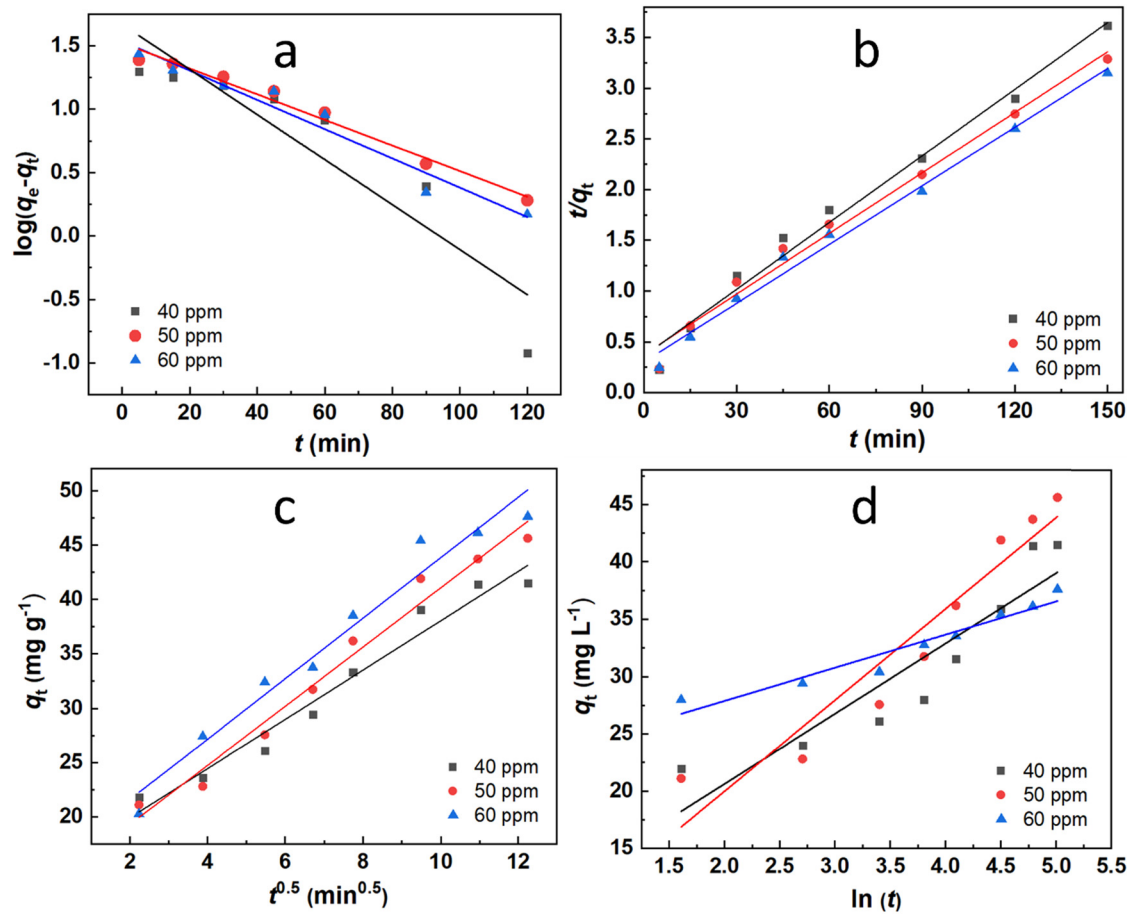 a
1.5
1.0
0.5
0.0
-0.5
-1.0
log(qₑ-qₜ)
40 ppm
50 ppm
60 ppm
0 20 40 60 80 100 120
t (min)
b
3.5
3.0
2.5
2.0
1.5
1.0
0.5
0.0
t/qₜ
40 ppm
50 ppm
60 ppm
30 60 90 120 150
t (min)
c
50
45
40
35
30
25
20
qₜ (mg g⁻¹)
40 ppm
50 ppm
60 ppm
2 4 6 8 10 12
t⁰·⁵ (min⁰·⁵)
d
45
40
35
30
25
20
15
qₜ (mg L⁻¹)
40 ppm
50 ppm
60 ppm
1.5 2.0 2.5 3.0 3.5 4.0 4.5 5.0 5.5
ln (t)